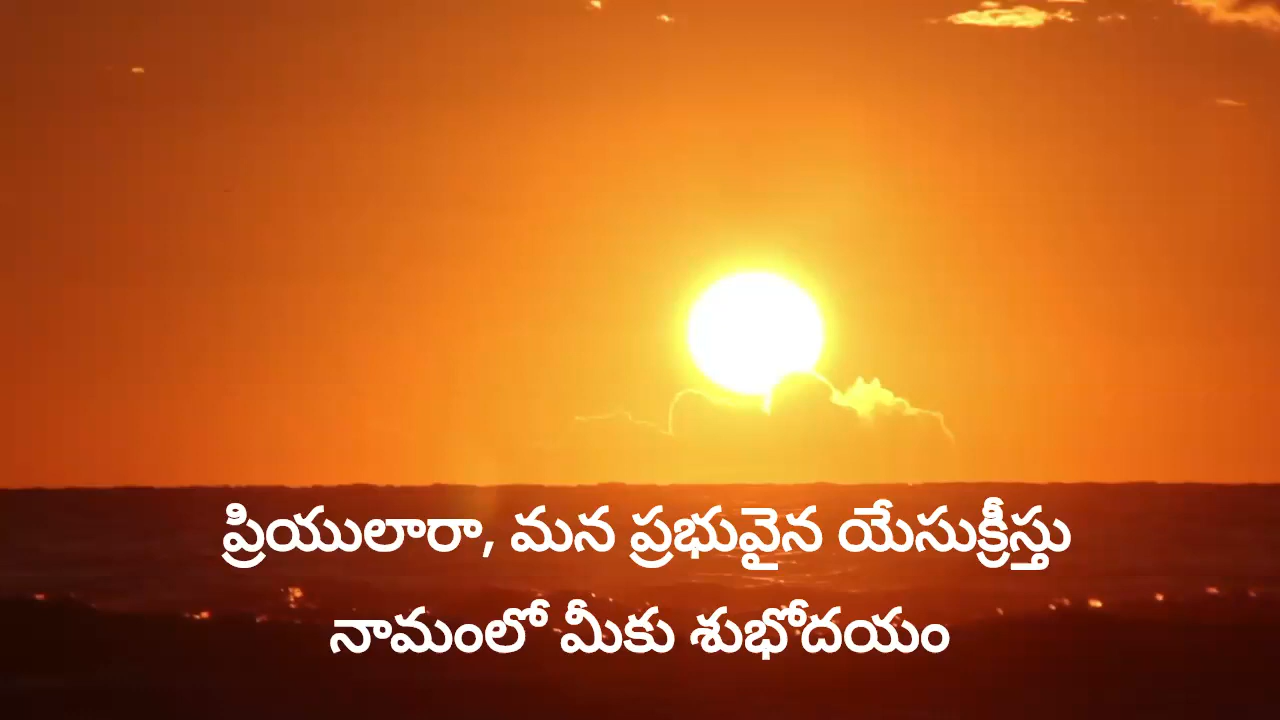 ప్రియులారా, మన ప్రభువైన యేసుక్రీస్తు
నామంలో మీకు శుభోదయం